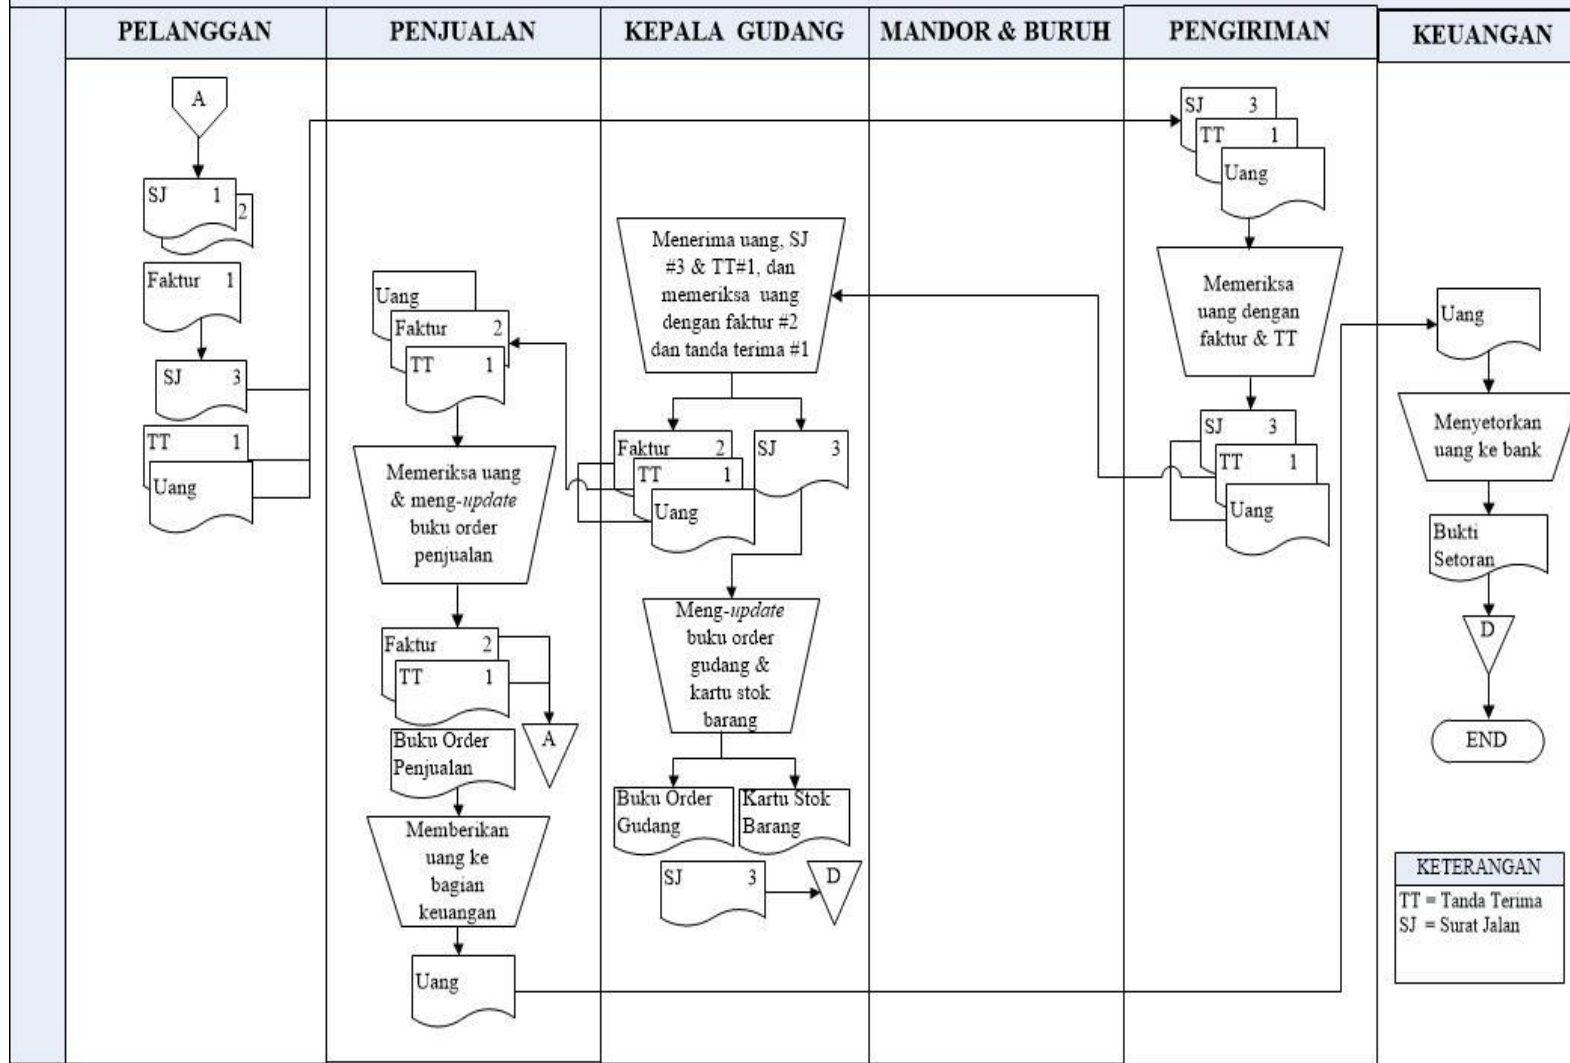 PELANGGAN
PENJUALAN
KEPALA GUDANG
MANDOR & BURUH
PENGIRIMAN
KEUANGAN
A
SJ 1
2
Faktur 1
SJ 3
TT 1
Uang
Uang
Faktur 2
TT 1
Memeriksa uang
& meng-update
buku order
penjualan
Faktur 2
TT 1
A
Buku Order
Penjualan
Memberikan
uang ke
bagian
keuangan
Uang
Menerima uang, SJ
#3 & TT#1, dan
memeriksa uang
dengan faktur #2
dan tanda terima #1
Faktur 2
TT 1
Uang
SJ 3
Meng-update
buku order
gudang &
kartu stok
barang
Buku Order
Gudang
Kartu Stok
Barang
SJ 3
D
SJ 3
TT 1
Uang
Memeriksa
uang dengan
faktur & TT
SJ 3
TT 1
Uang
Uang
Menyetorkan
uang ke bank
Bukti
Setoran
D
END
KETERANGAN
TT = Tanda Terima
SJ = Surat Jalan